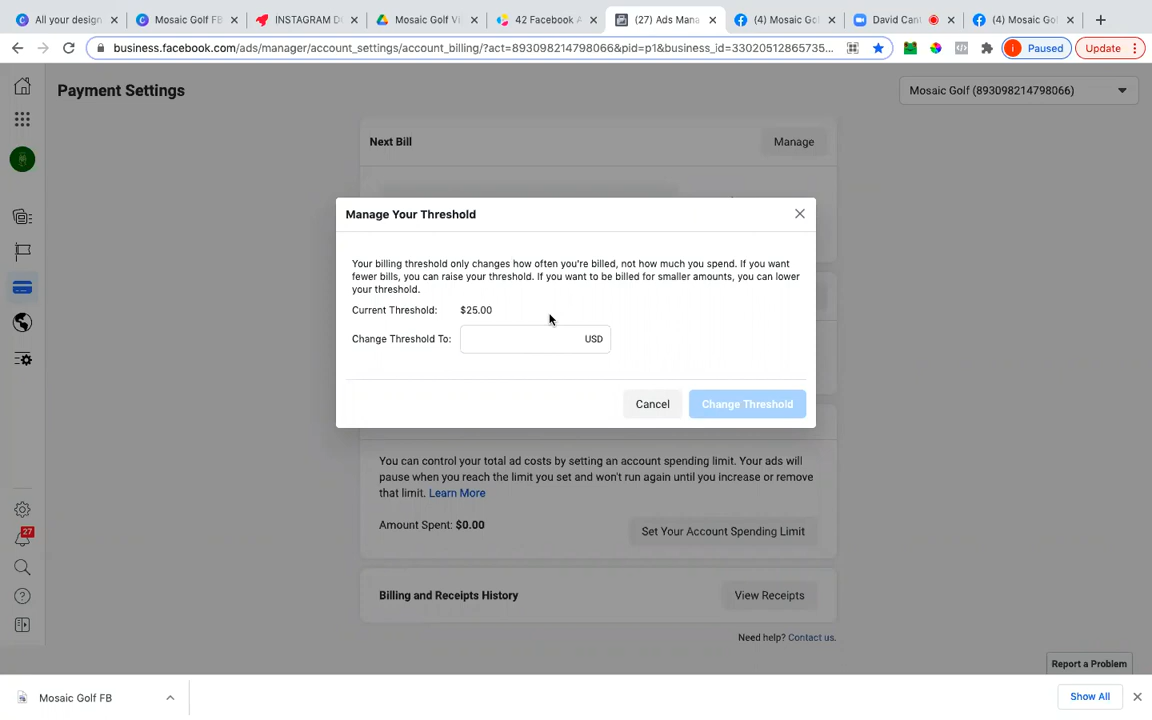 All your design
Mosaic Golf FB
INSTAGRAM D
Mosaic Golf Vi
42 Facebook A
(27) Ads Mana
(4) Mosaic Go
David Cant
(4) Mosaic Gol
business.facebook.com/ads/manager/account_settings/account_billing/?act=893098214798066&pid=p1&business_id=33020512865735...
i Paused
Update
Payment Settings
Mosaic Golf (893098214798066)
Next Bill
Manage
Manage Your Threshold
Your billing threshold only changes how often you're billed, not how much you spend. If you want
fewer bills, you can raise your threshold. If you want to be billed for smaller amounts, you can lower
your threshold.
Current Threshold: $25.00
Change Threshold To: USD
Cancel
Change Threshold
You can control your total ad costs by setting an account spending limit. Your ads will
pause when you reach the limit you set and won't run again until you increase or remove
that limit. Learn More
Amount Spent: $0.00
Set Your Account Spending Limit
27
Billing and Receipts History
View Receipts
Need help? Contact us.
Report a Problem
Mosaic Golf FB
Show All